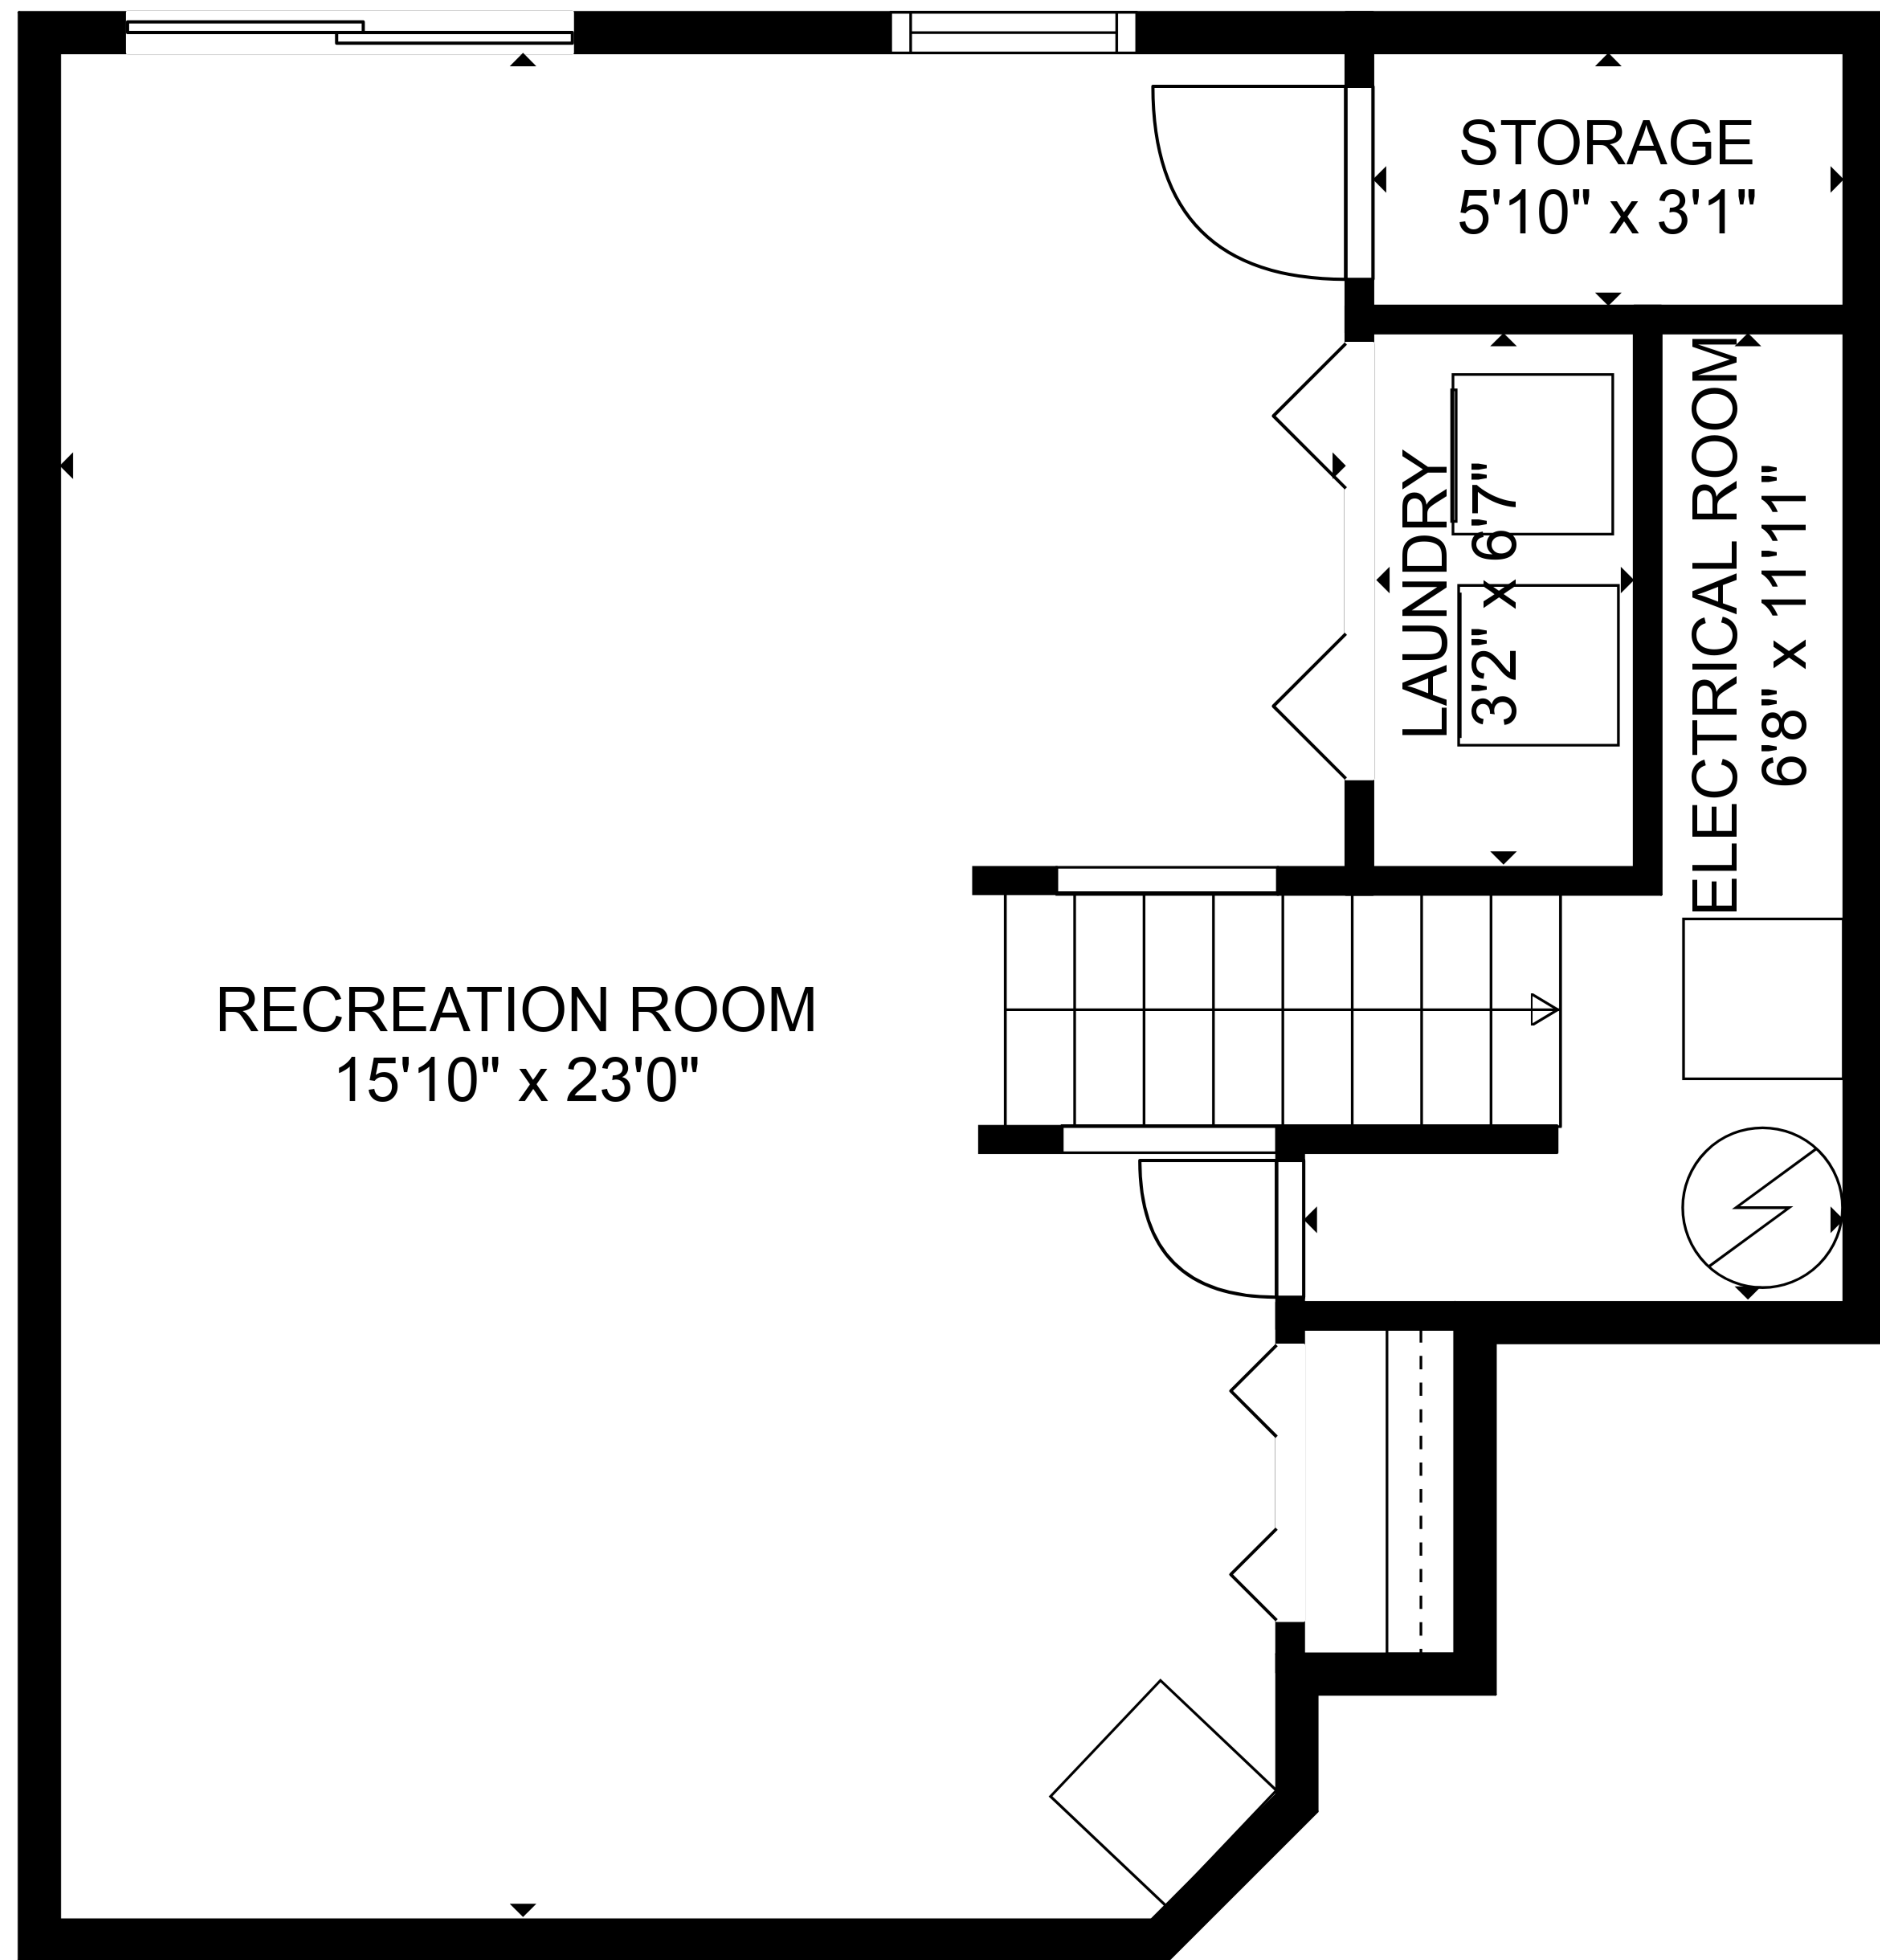 STORAGE
5'10" x 3'1"
LAUNDRY
3'2" x 6'7"
ELECTRICAL ROOM
6'8" x 11'11"
RECREATION ROOM
15'10" x 23'0"